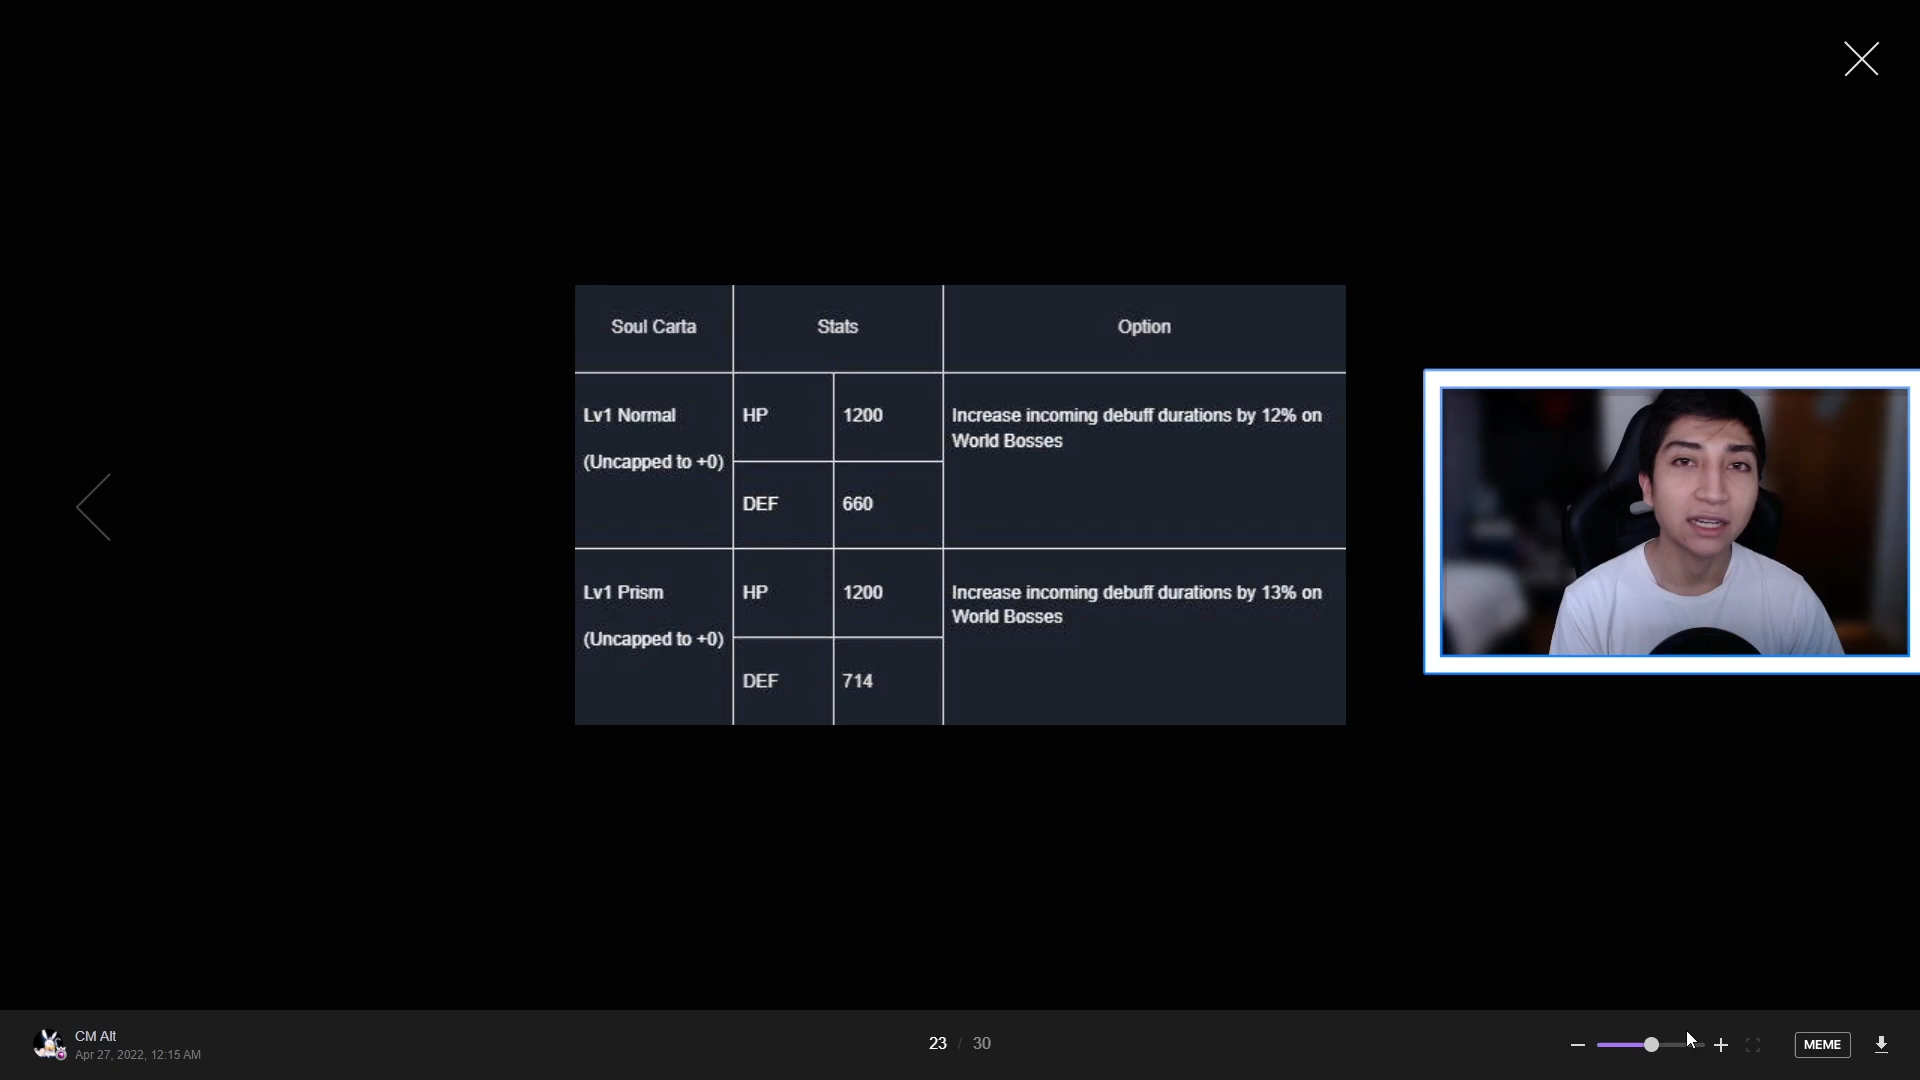 Soul Carta Stats Option
Lv1 Normal HP 1200 Increase incoming debuff durations by 12% on
World Bosses
(Uncapped to +0)
DEF 660
Lv1 Prism HP 1200 Increase incoming debuff durations by 13% on
World Bosses
(Uncapped to +0)
DEF 714
CM Alt
Apr 27, 2022, 12:15 AM
23 / 30
MEME